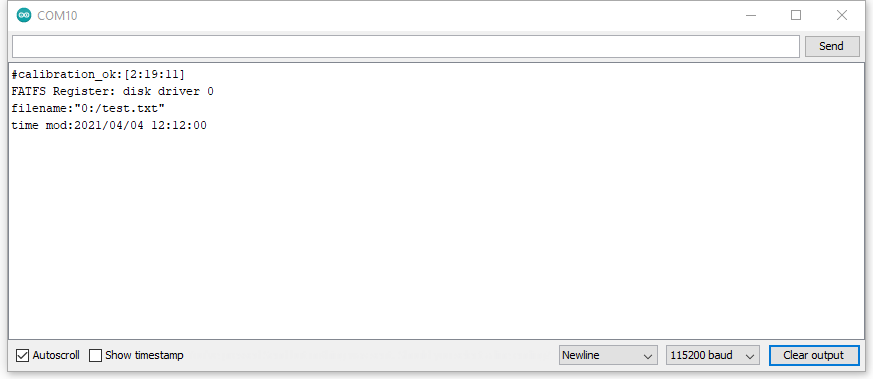 COM10
Send
#calibration_ok:[2:19:11]
FATFS Register: disk driver 0
filename:"0:/test.txt"
time mod:2021/04/04 12:12:00
Autoscroll Show timestamp Newline 115200 baud Clear output